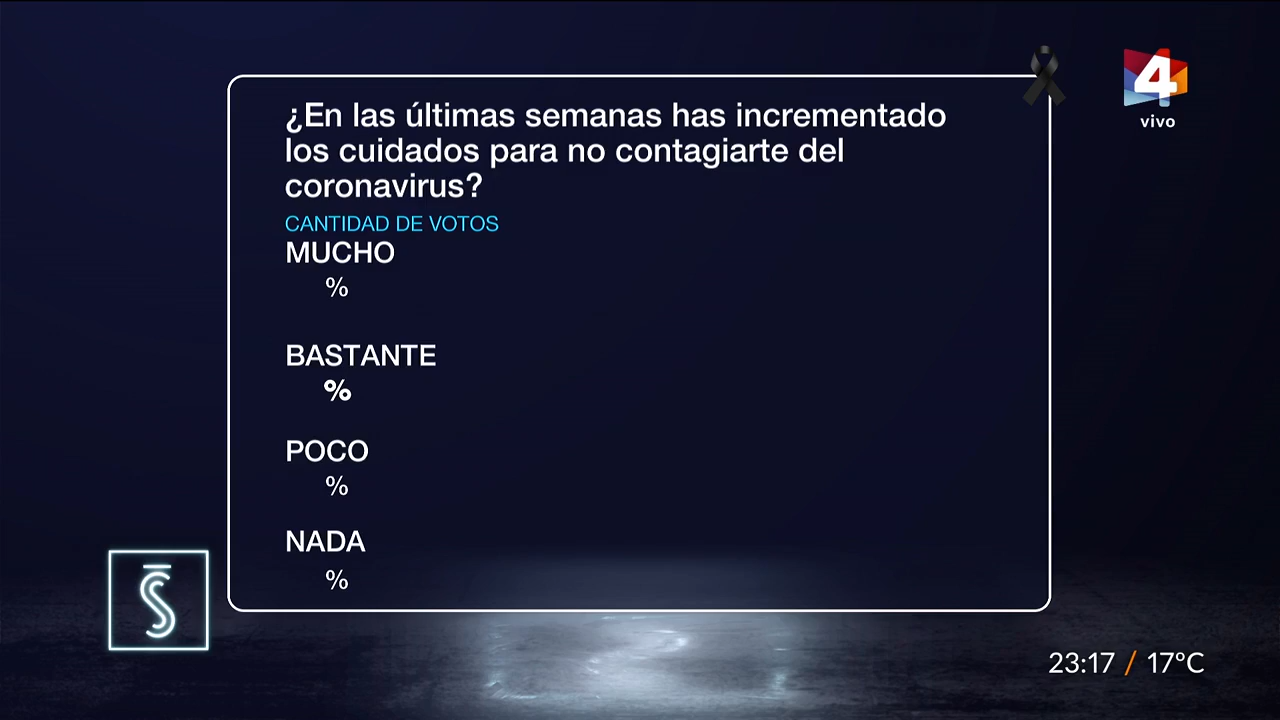 ¿En las últimas semanas has incrementado
los cuidados para no contagiarte del
coronavirus?
CANTIDAD DE VOTOS
MUCHO
%
BASTANTE
%
POCO
%
NADA
%
4
vivo
S
23:17 / 17°C